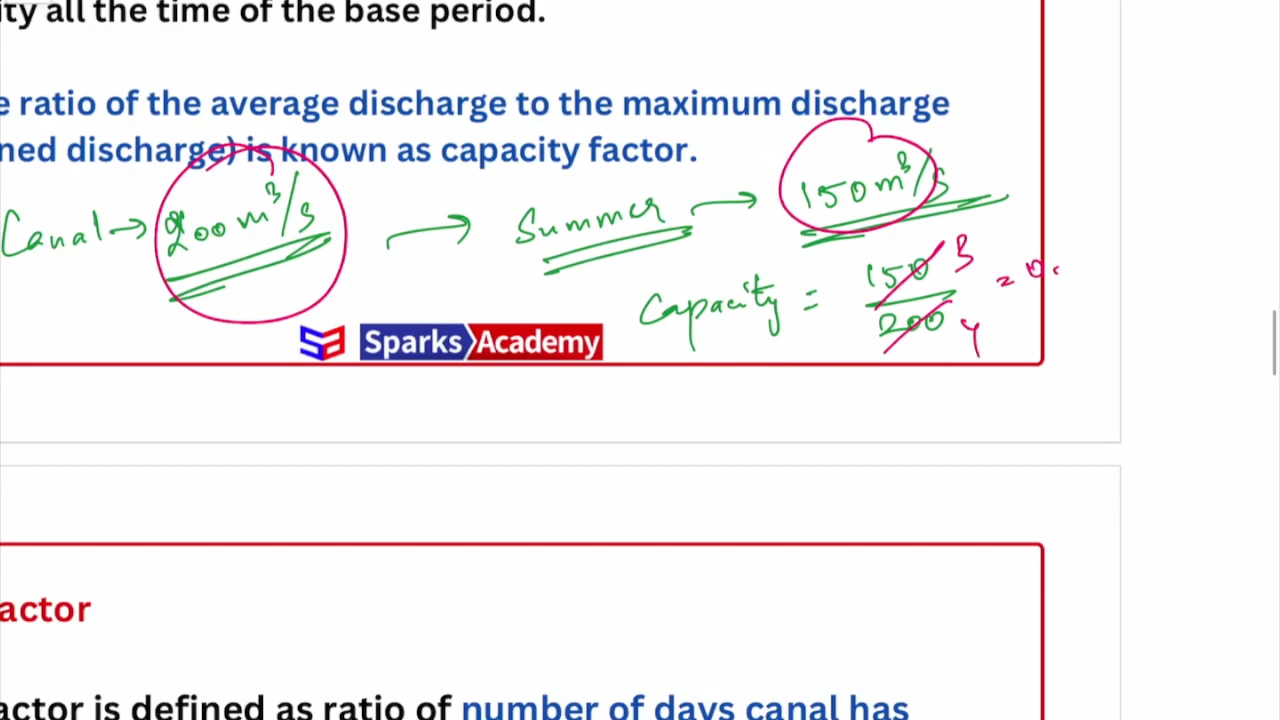 ity all the time of the base period.
e ratio of the average discharge to the maximum discharge
ned discharge) is known as capacity factor.
Canal → 200 m³/s → Summer → 150 m³/s
Capacity = 150/200 3/4 = 0.
Sparks Academy
actor
actor is defined as ratio of number of days canal has